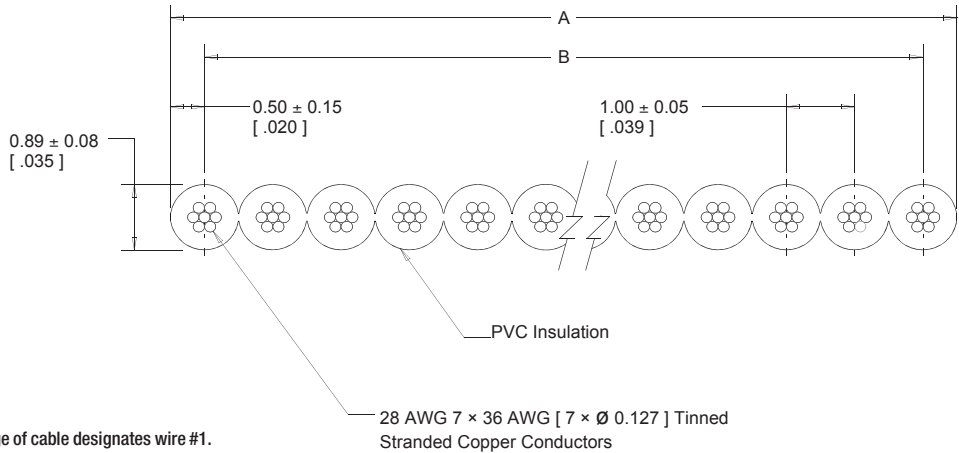 A
B
0.50 ± 0.15
[ .020 ]
1.00 ± 0.05
[ .039 ]
0.89 ± 0.08
[ .035 ]
PVC Insulation
28 AWG 7 × 36 AWG [ 7 × Ø 0.127 ] Tinned
Stranded Copper Conductors
of cable designates wire #1.